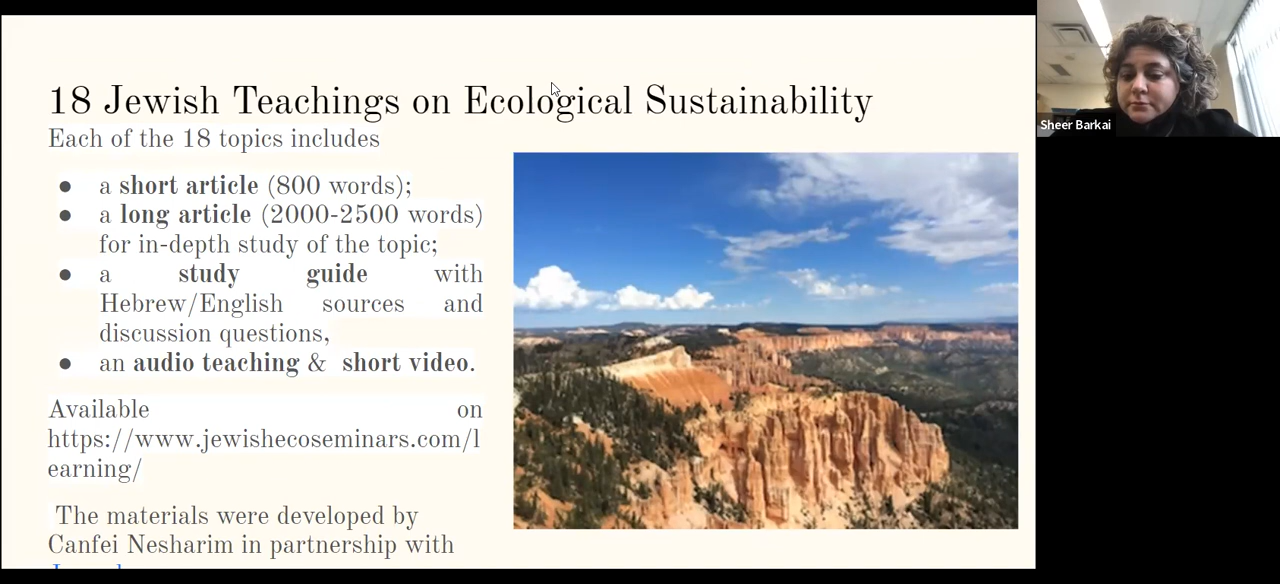 18 Jewish Teachings on Ecological Sustainability
Each of the 18 topics includes
● a short article (800 words);
● a long article (2000-2500 words)
for in-depth study of the topic;
● a study guide with
Hebrew/English sources and
discussion questions,
● an audio teaching & short video.
Available on
https://www.jewishecoseminars.com/l
earning/
The materials were developed by
Canfei Nesharim in partnership with
Sheer Barkai